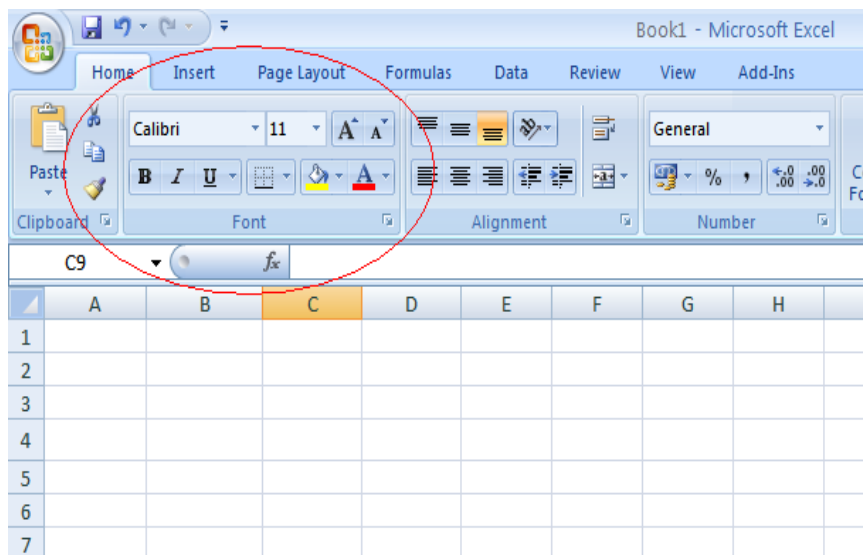 Book1 - Microsoft Excel
Home Insert Page Layout Formulas Data Review View Add-Ins
Calibri 11 A A General
Paste B I U A % , .0 .00 .00 .0
Clipboard Font Alignment Number
C9 fx
A B C D E F G H
1
2
3
4
5
6
7